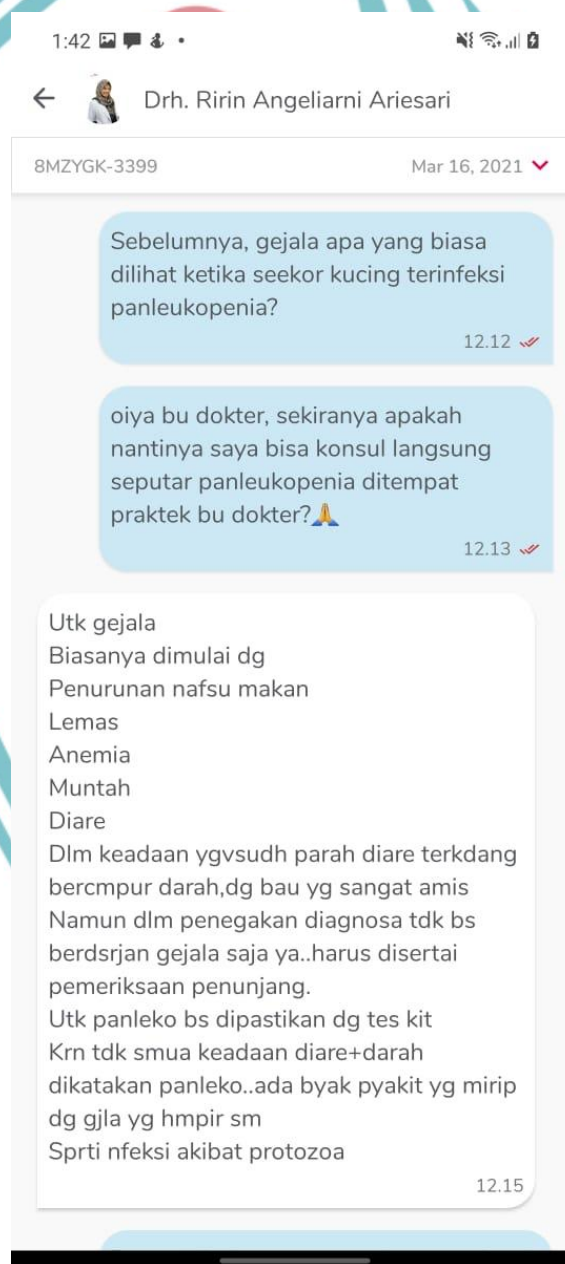 1:42
Drh. Ririn Angeliarni Ariesari
8MZYGK-3399 Mar 16, 2021
Sebelumnya, gejala apa yang biasa
dilihat ketika seekor kucing terinfeksi
panleukopenia?
12.12
oiya bu dokter, sekiranya apakah
nantinya saya bisa konsul langsung
seputar panleukopenia ditempat
praktek bu dokter?🙏
12.13
Utk gejala
Biasanya dimulai dg
Penurunan nafsu makan
Lemas
Anemia
Muntah
Diare
Dlm keadaan ygvsudh parah diare terkdang
bercmpur darah,dg bau yg sangat amis
Namun dlm penegakan diagnosa tdk bs
berdsrjan gejala saja ya..harus disertai
pemeriksaan penunjang.
Utk panleko bs dipastikan dg tes kit
Krn tdk smua keadaan diare+darah
dikatakan panleko..ada byak pyakit yg mirip
dg gjla yg hmpir sm
Sprti nfeksi akibat protozoa
12.15